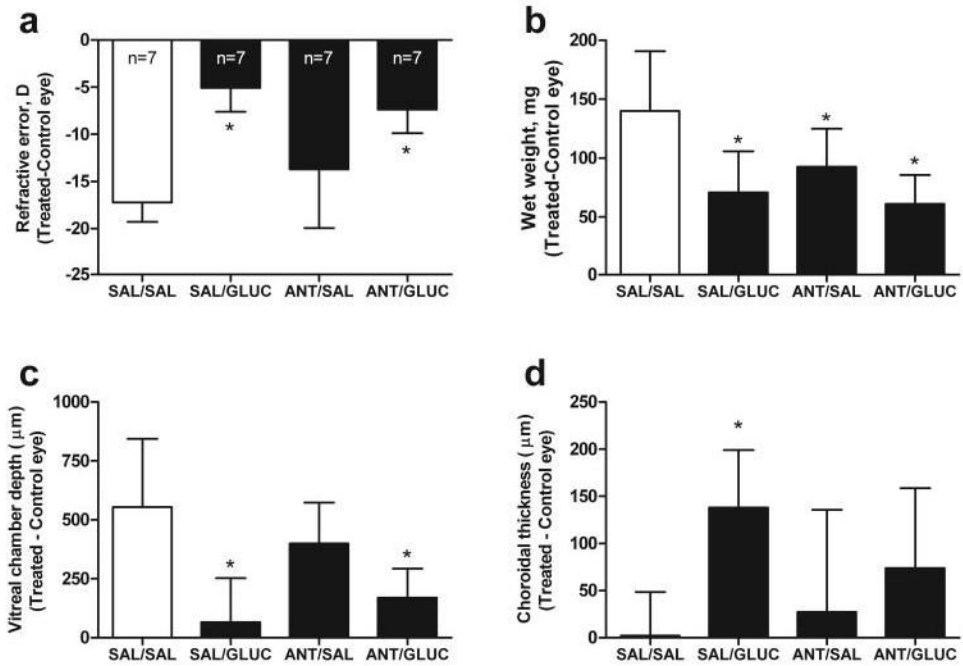 a
Refractive error, D
(Treated-Control eye)
0
-5
-10
-15
-20
-25
n=7 n=7 n=7 n=7
* *
SAL/SAL SAL/GLUC ANT/SAL ANT/GLUC
b
Wet weight, mg
(Treated-Control eye)
200
150
100
50
0
* * *
SAL/SAL SAL/GLUC ANT/SAL ANT/GLUC
c
Vitreal chamber depth ( μm)
(Treated - Control eye)
1000
750
500
250
0
* *
SAL/SAL SAL/GLUC ANT/SAL ANT/GLUC
d
Choroidal thickness ( μm)
(Treated - Control eye)
250
200
150
100
50
0
*
SAL/SAL SAL/GLUC ANT/SAL ANT/GLUC